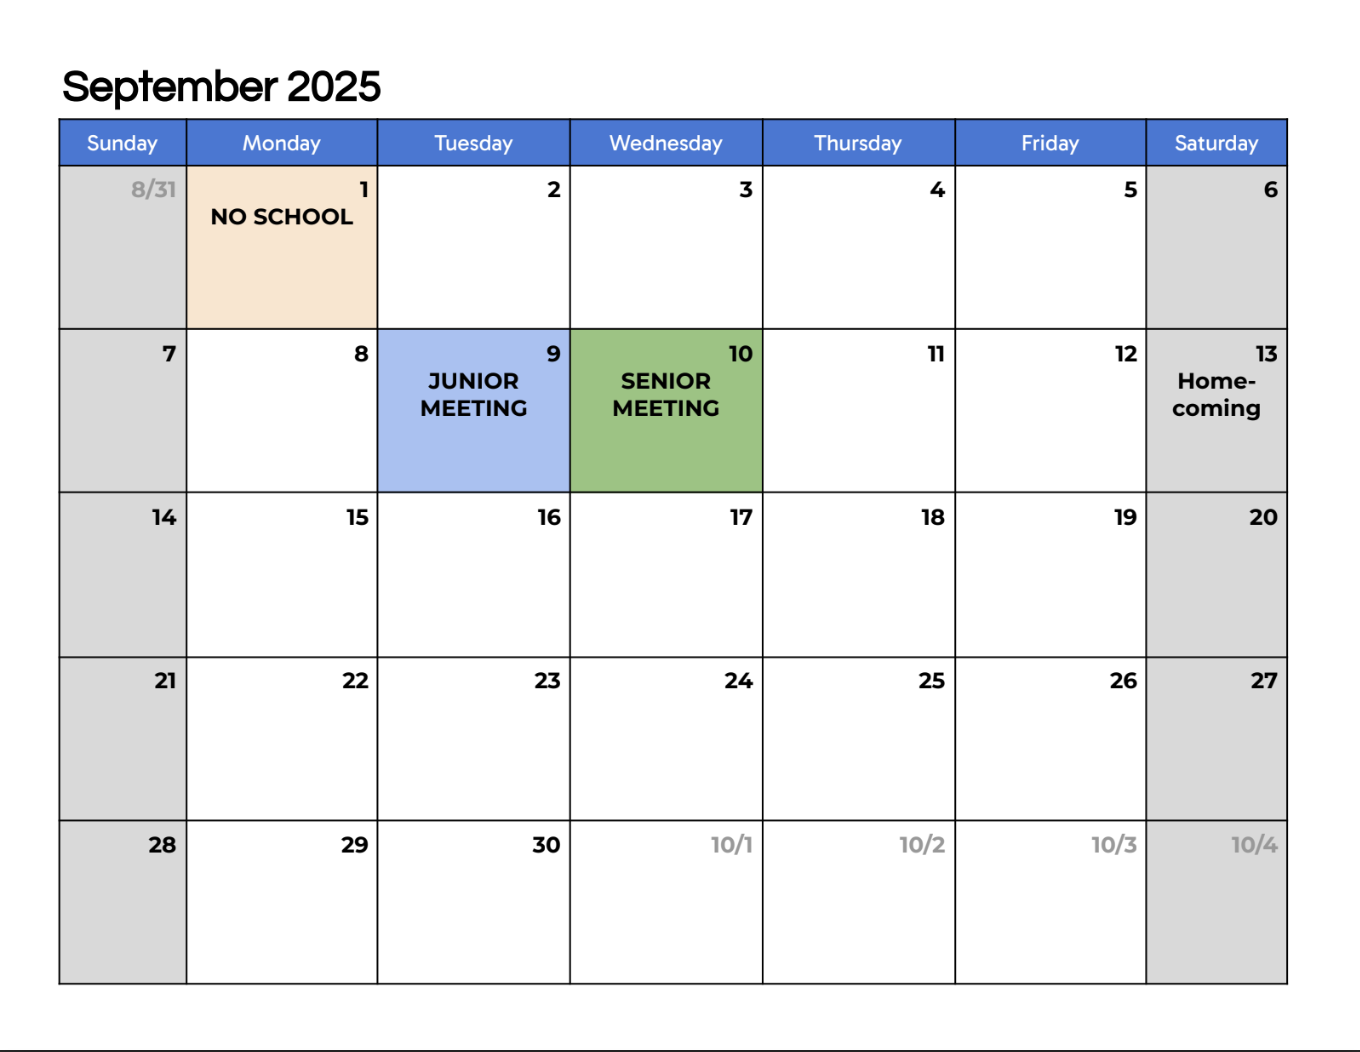 September 2025
Sunday Monday Tuesday Wednesday Thursday Friday Saturday
8/31 1 2 3 4 5 6
NO SCHOOL
7 8 9 10 11 12 13
JUNIOR SENIOR Home-
MEETING MEETING coming
14 15 16 17 18 19 20
21 22 23 24 25 26 27
28 29 30 10/1 10/2 10/3 10/4